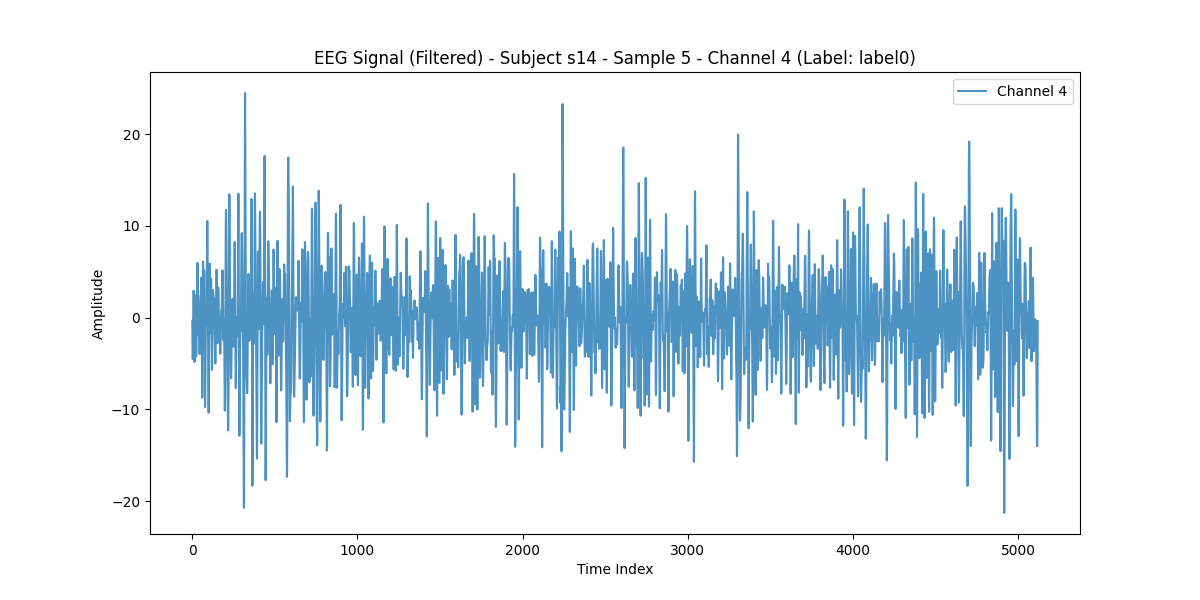 EEG Signal (Filtered) - Subject s14 - Sample 5 - Channel 4 (Label: label0)
Channel 4
20
10
0
−10
−20
Amplitude
0 1000 2000 3000 4000 5000
Time Index